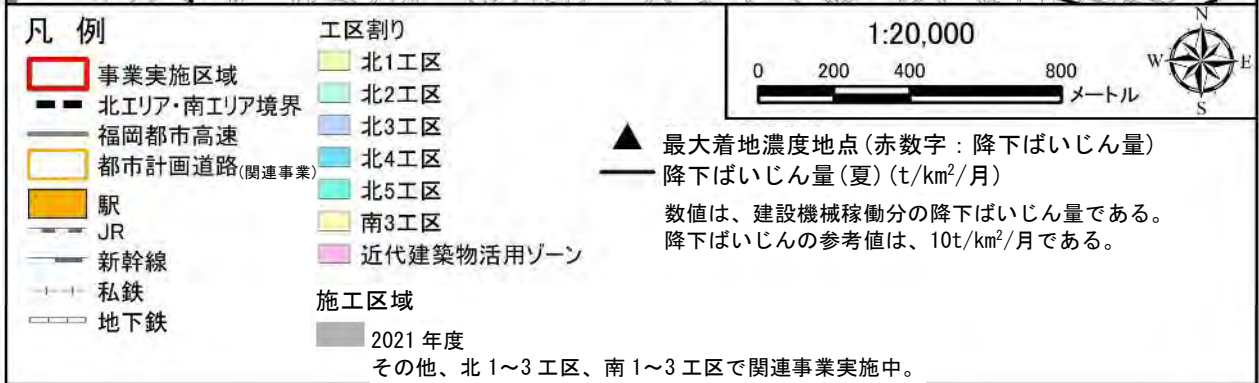 凡 例
事業実施区域
北エリア・南エリア境界
福岡都市高速
都市計画道路(関連事業)
駅
JR
新幹線
私鉄
地下鉄
工区割り
北1工区
北2工区
北3工区
北4工区
北5工区
南3工区
近代建築物活用ゾーン
施工区域
2021年度
その他、北1～3工区、南1～3工区で関連事業実施中。
1:20,000
0 200 400 800
メートル
N
W E
S
最大着地濃度地点(赤数字：降下ばいじん量)
降下ばいじん量(夏)(t/km²/月)
数値は、建設機械稼働分の降下ばいじん量である。
降下ばいじんの参考値は、10t/km²/月である。